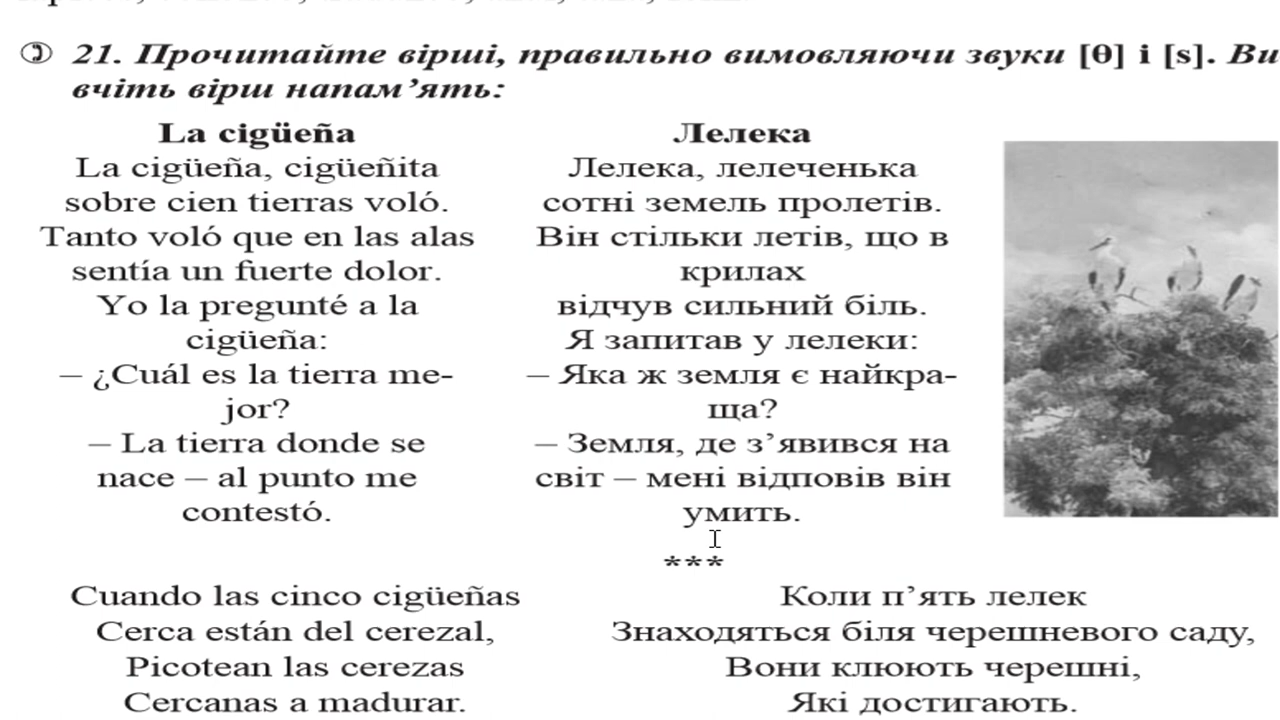 21. Прочитайте вірші, правильно вимовляючи звуки [θ] і [s]. Ви
вчіть вірш напам’ять:
La cigüeña
La cigüeña, cigüeñita
sobre cien tierras voló.
Tanto voló que en las alas
sentía un fuerte dolor.
Yo la pregunté a la
cigüeña:
– ¿Cuál es la tierra me-
jor?
– La tierra donde se
nace – al punto me
contestó.
Лелека
Лелека, лелеченька
сотні земель пролетів.
Він стільки летів, що в
крилах
відчув сильний біль.
Я запитав у лелеки:
– Яка ж земля є найкра-
ща?
– Земля, де з’явився на
світ – мені відповів він
умить.
***
Cuando las cinco cigüeñas
Cerca están del cerezal,
Picotean las cerezas
Cercanas a madurar.
Коли п’ять лелек
Знаходяться біля черешневого саду,
Вони клюють черешні,
Які достигають.